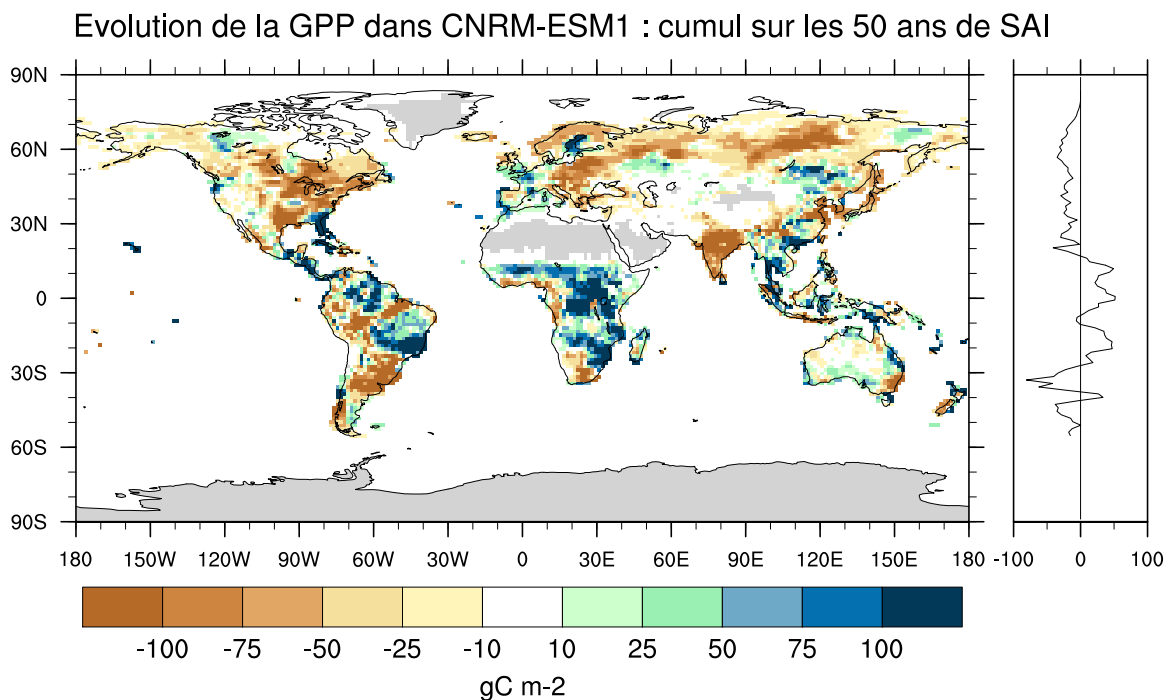 Evolution de la GPP dans CNRM-ESM1 : cumul sur les 50 ans de SAI
90N
60N
30N
0
30S
60S
90S
180 150W 120W 90W 60W 30W 0 30E 60E 90E 120E 150E 180
-100 0 100
-100 -75 -50 -25 -10 10 25 50 75 100
gC m-2